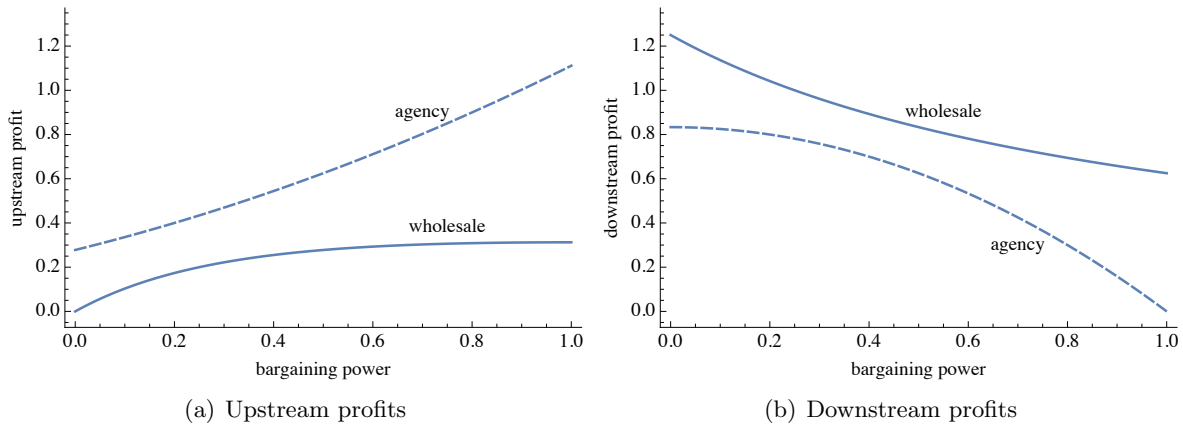 upstream profit
1.2
1.0
0.8
0.6
0.4
0.2
0.0
agency
wholesale
0.0 0.2 0.4 0.6 0.8 1.0
bargaining power
(a) Upstream profits
downstream profit
1.2
1.0
0.8
0.6
0.4
0.2
0.0
wholesale
agency
0.0 0.2 0.4 0.6 0.8 1.0
bargaining power
(b) Downstream profits